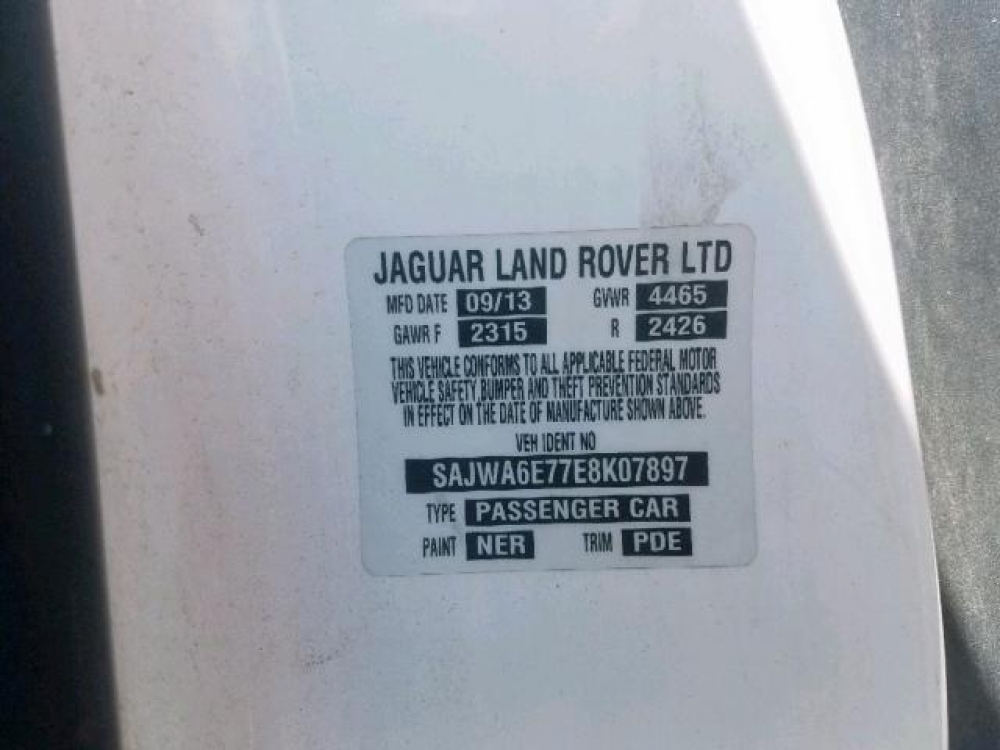 JAGUAR LAND ROVER LTD
MFD DATE 09/13 GVWR 4465
GAWR F 2315 R 2426
THIS VEHICLE CONFORMS TO ALL APPLICABLE FEDERAL MOTOR
VEHICLE SAFETY, BUMPER AND THEFT PREVENTION STANDARDS
IN EFFECT ON THE DATE OF MANUFACTURE SHOWN ABOVE.
VEH IDENT NO
SAJWA6E77E8K07897
TYPE PASSENGER CAR
PAINT NER TRIM PDE